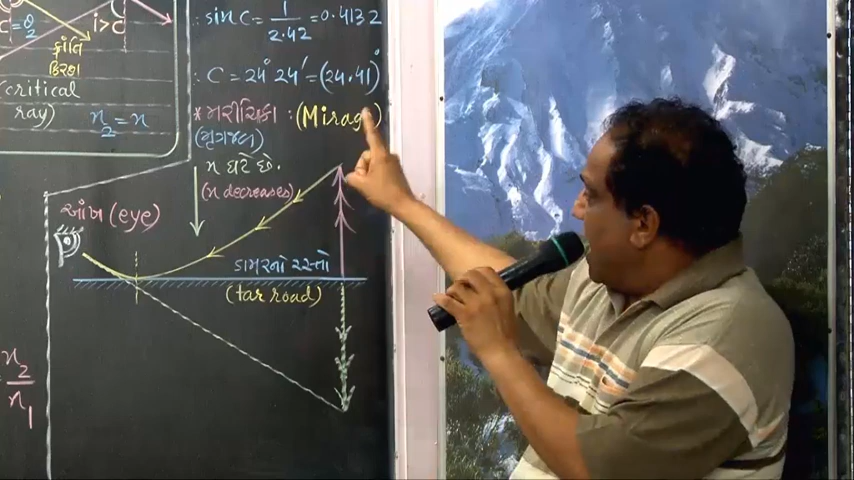 C = θ/2
i>c
ક્રાંતિ
કિરણ
(critical
ray)
n₂ = n
∴ sin C = 1/2.42 = 0.4132
∴ C = 24° 24' = (24.41)°
* મરીચિકા : (Mirage)
(મૃગજળ)
n ઘટે છે.
(n decreases)
આંખ (eye)
ડામરનો રસ્તો
(tar road)
n₂/n₁